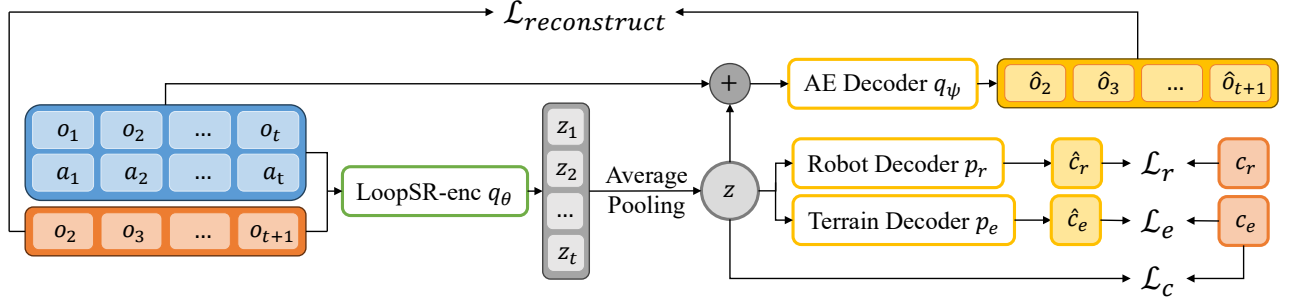 ℒ_reconstruct
+
AE Decoder q_ψ
ô_2 ô_3 ... ô_{t+1}
o_1 o_2 ... o_t
a_1 a_2 ... a_t
o_2 o_3 ... o_{t+1}
LoopSR-enc q_θ
z_1
z_2
...
z_t
Average
Pooling
z
Robot Decoder p_r
ĉ_r
ℒ_r
c_r
Terrain Decoder p_e
ĉ_e
ℒ_e
c_e
ℒ_c